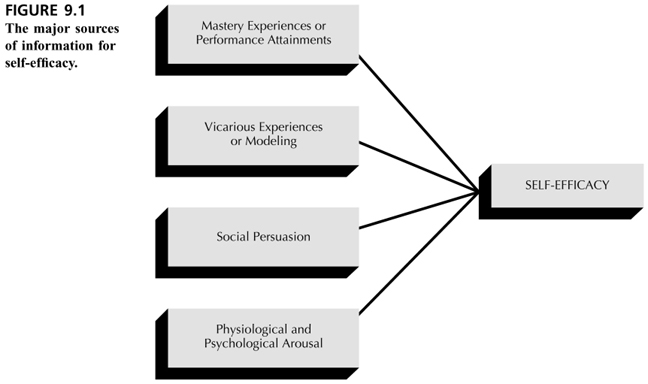 FIGURE 9.1
The major sources
of information for
self-efficacy.
Mastery Experiences or
Performance Attainments
Vicarious Experiences
or Modeling
Social Persuasion
Physiological and
Psychological Arousal
SELF-EFFICACY